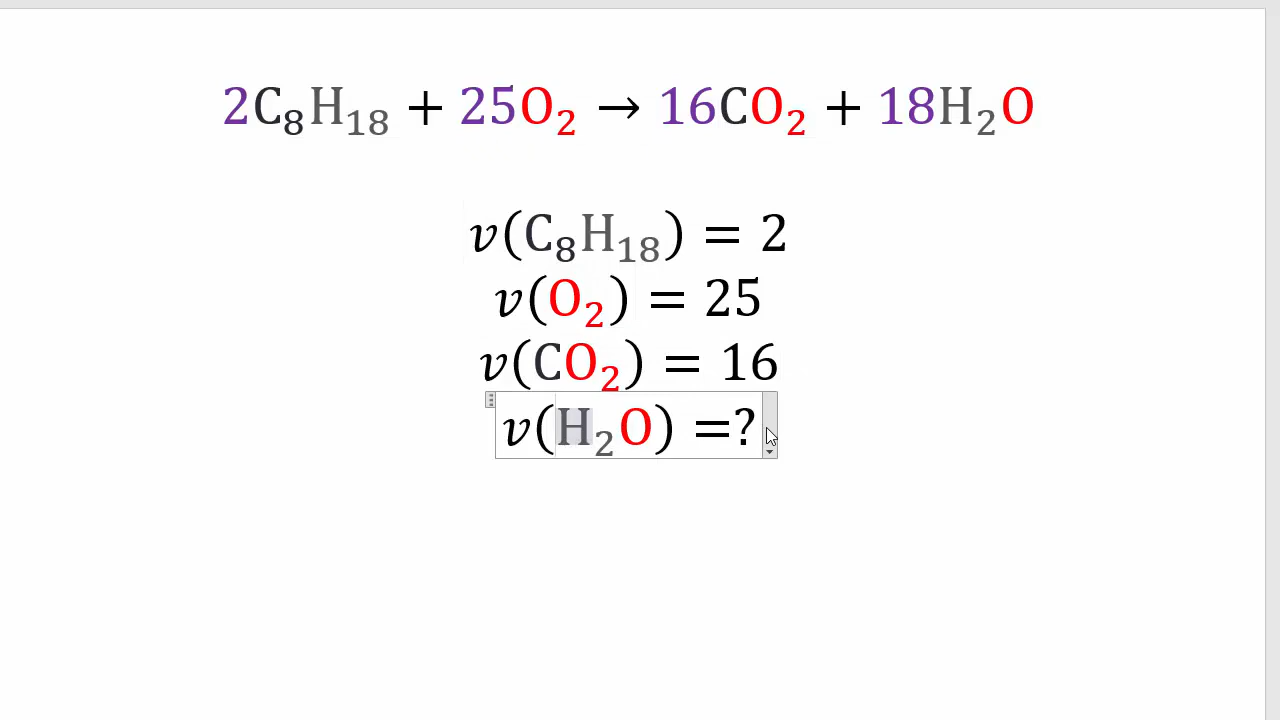 2C₈H₁₈ + 25O₂ → 16CO₂ + 18H₂O
v(C₈H₁₈) = 2
v(O₂) = 25
v(CO₂) = 16
v(H₂O) =?